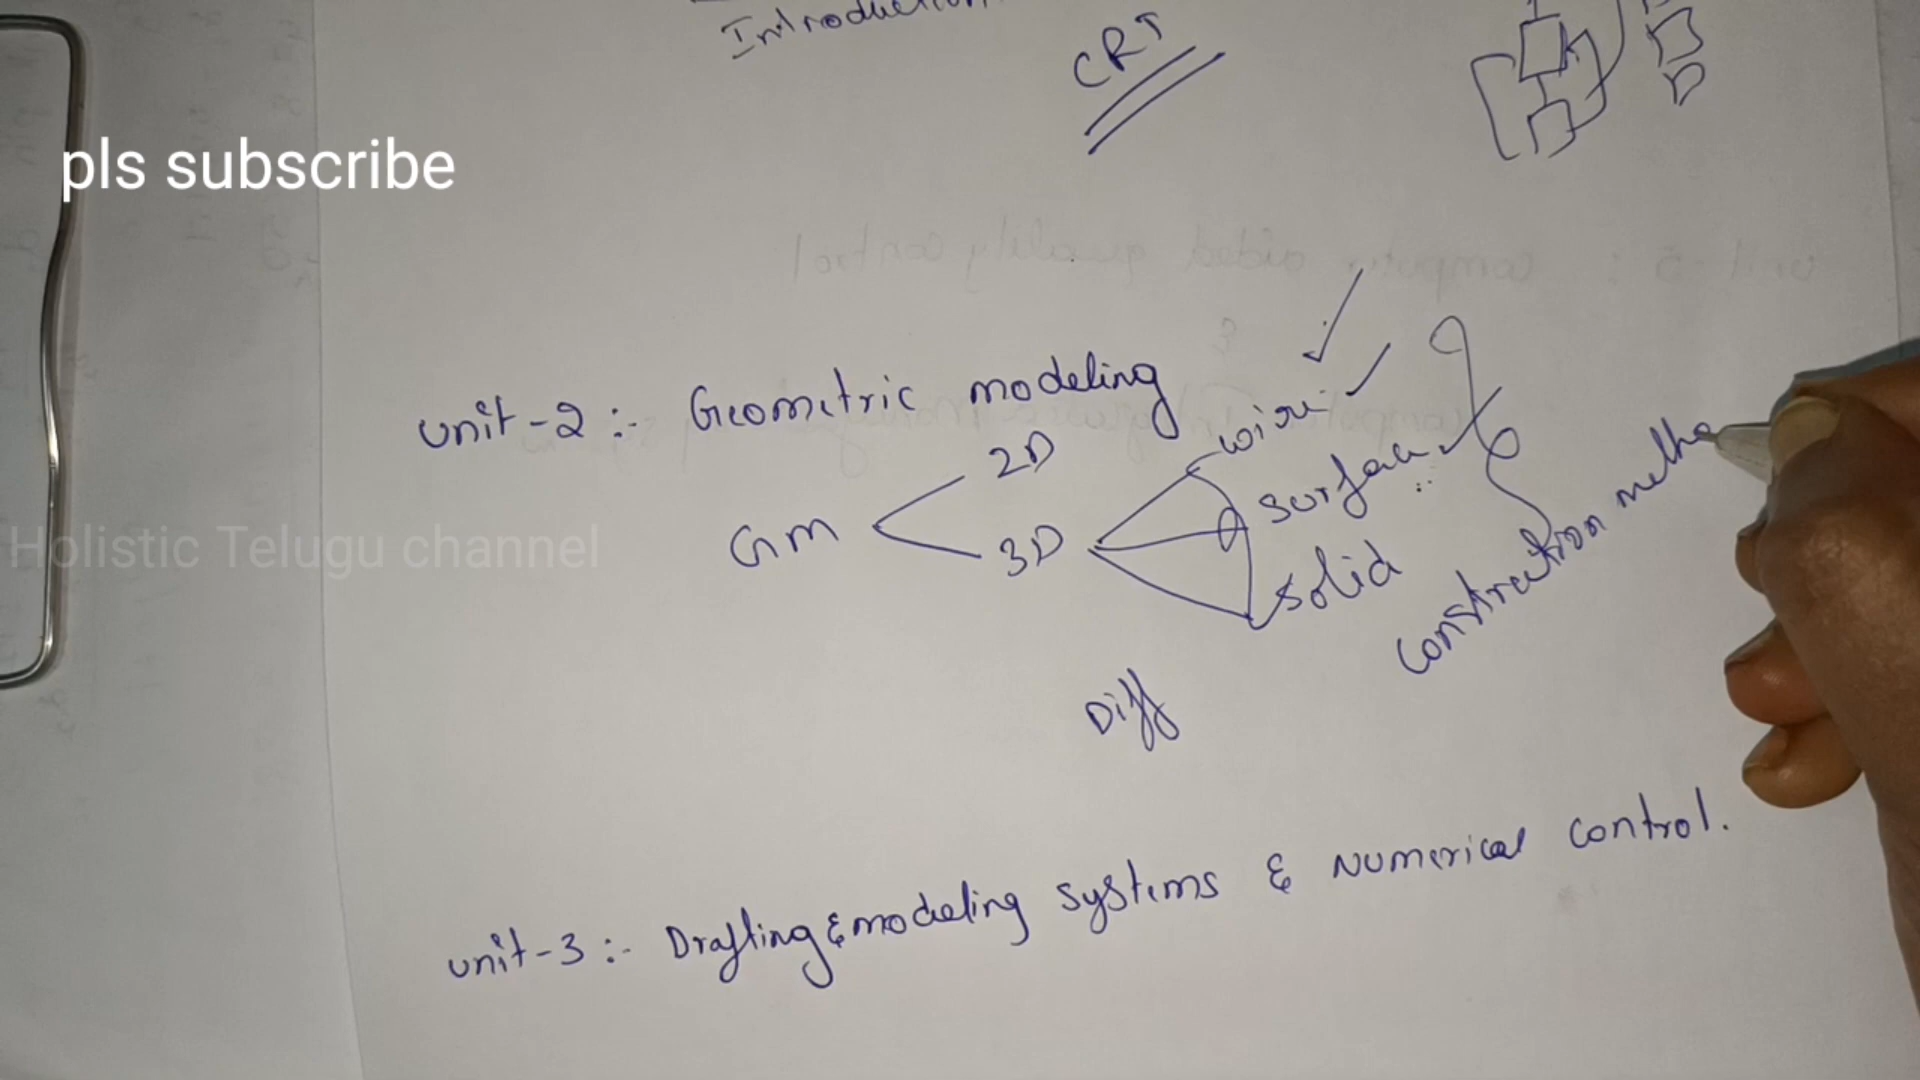 Introduction
CRT
pls subscribe
unit-2 :- Geometric modeling
2D
wire
surface
GM
3D
solid
Holistic Telugu channel
construction metho
Diff
unit-3 :- Drafting & modeling systems & Numerical control.